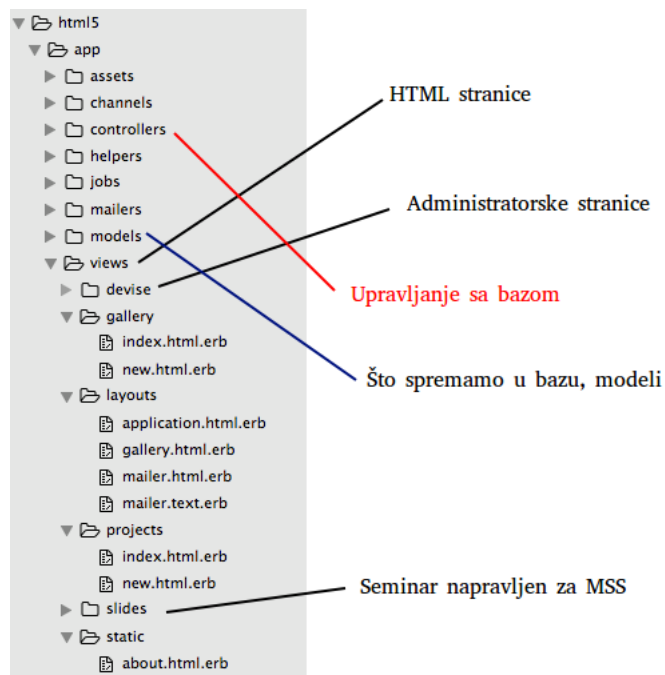 html5
app
assets
channels
controllers
helpers
jobs
mailers
models
views
devise
gallery
index.html.erb
new.html.erb
layouts
application.html.erb
gallery.html.erb
mailer.html.erb
mailer.text.erb
projects
index.html.erb
new.html.erb
slides
static
about.html.erb
HTML stranice
Administratorske stranice
Upravljanje sa bazom
Što spremamo u bazu, modeli
Seminar napravljen za MSS